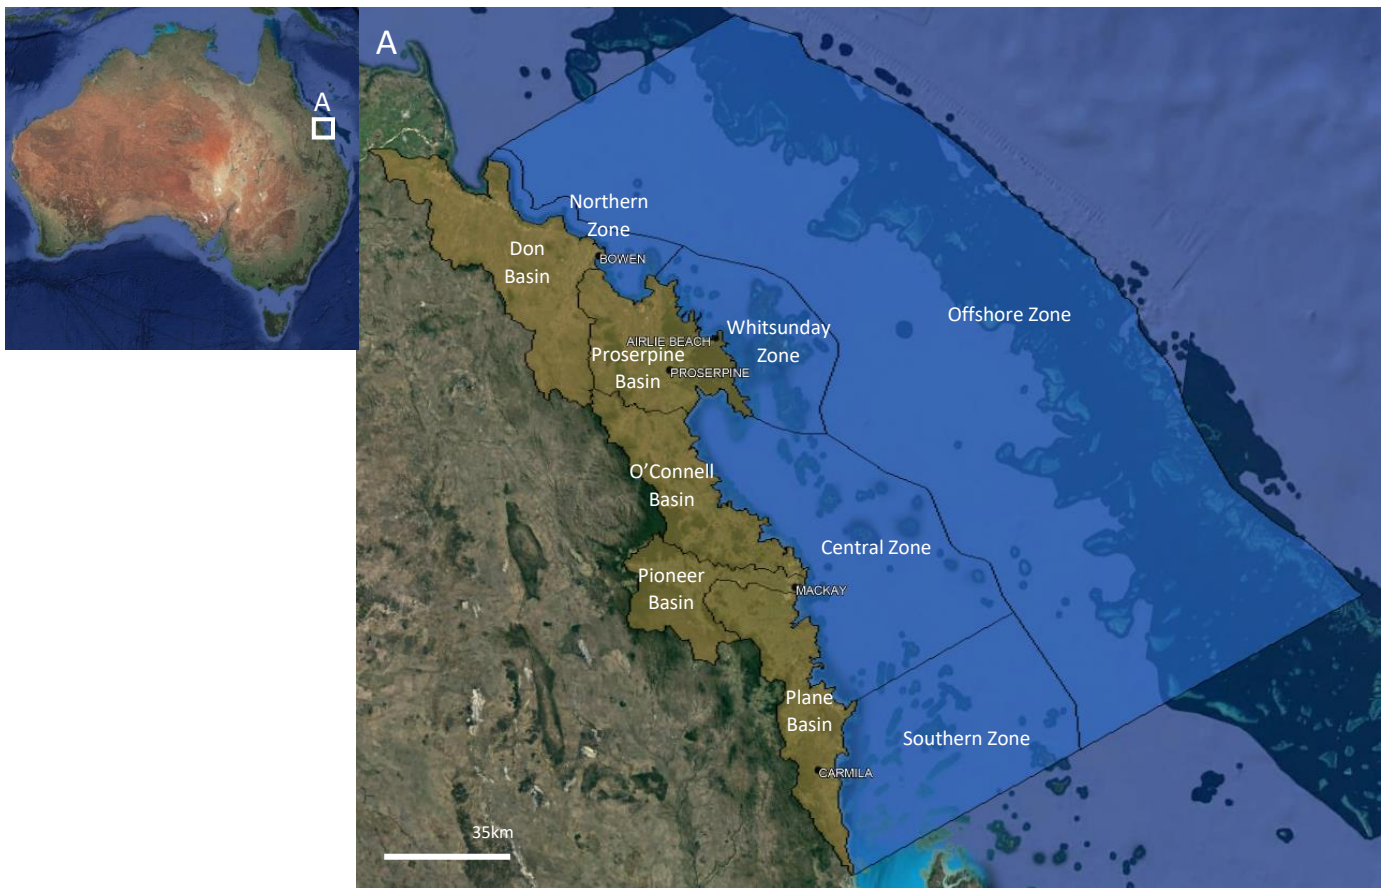 A
A
Northern
Zone
Don
Basin
BOWEN
Offshore Zone
Whitsunday
Zone
AIRLIE BEACH
Proserpine
Basin
PROSERPINE
O'Connell
Basin
Central Zone
Pioneer
Basin
MACKAY
Plane
Basin
Southern Zone
CARMILA
35km